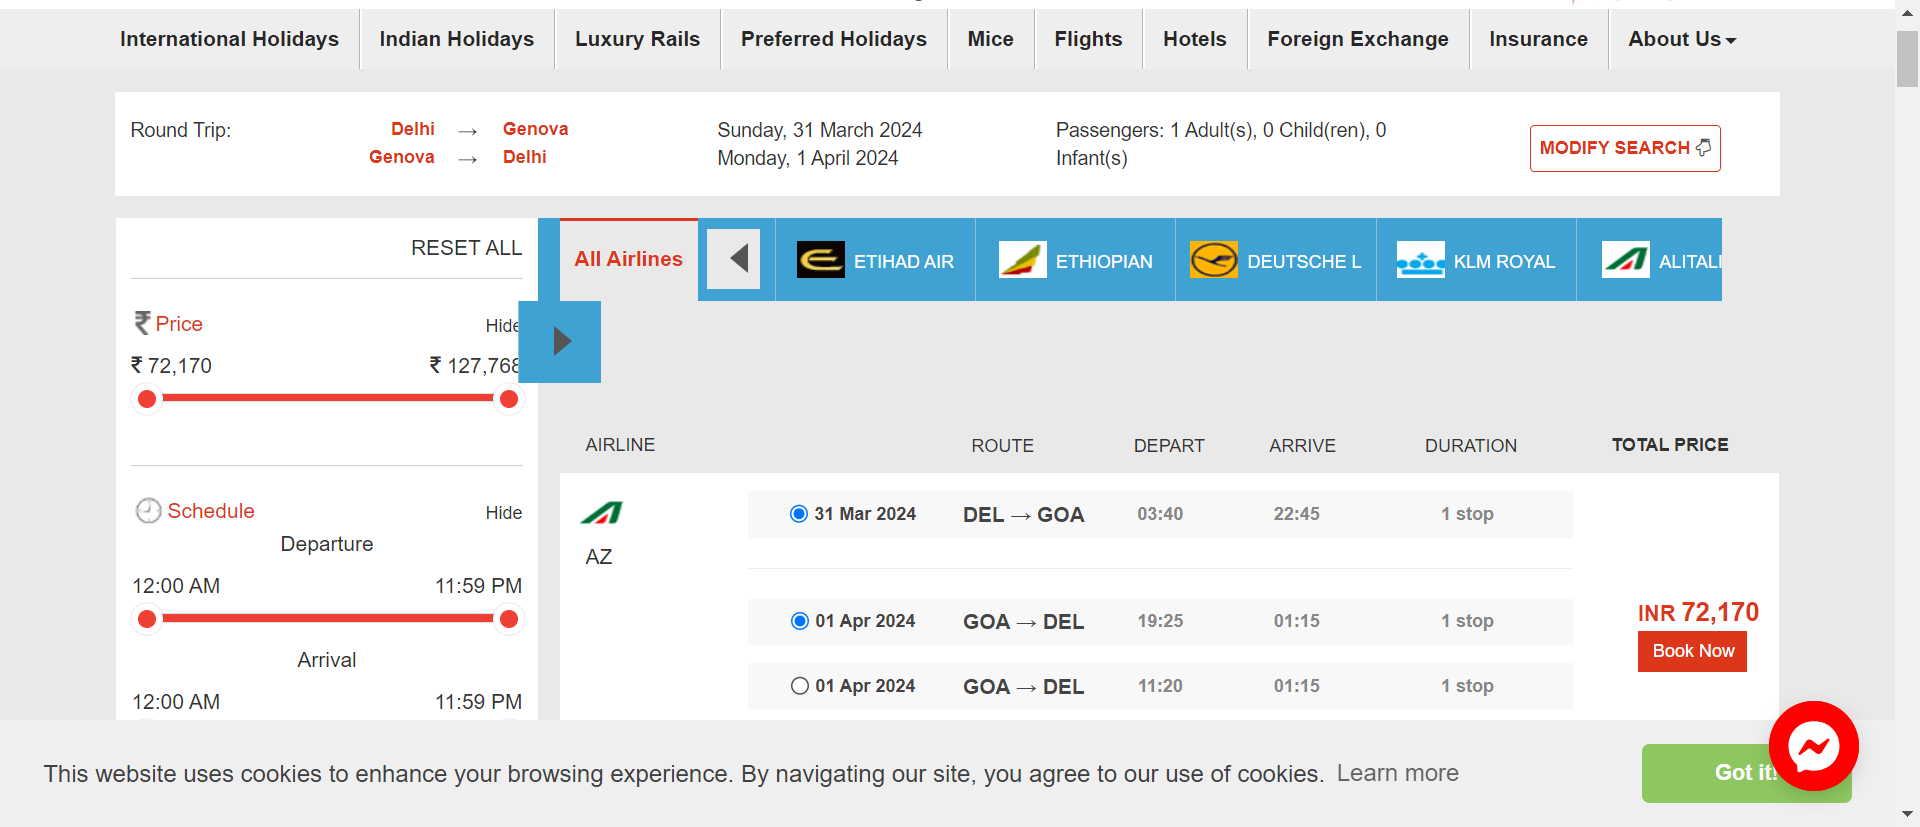 International Holidays
Indian Holidays
Luxury Rails
Preferred Holidays
Mice
Flights
Hotels
Foreign Exchange
Insurance
About Us
Round Trip:
Delhi → Genova
Genova → Delhi
Sunday, 31 March 2024
Monday, 1 April 2024
Passengers: 1 Adult(s), 0 Child(ren), 0
Infant(s)
MODIFY SEARCH
RESET ALL
₹ Price
Hide
₹ 72,170
₹ 127,768
Schedule
Hide
Departure
12:00 AM
11:59 PM
Arrival
12:00 AM
11:59 PM
All Airlines
ETIHAD AIR
ETHIOPIAN
DEUTSCHE L
KLM ROYAL
ALITALI
AIRLINE
ROUTE
DEPART
ARRIVE
DURATION
TOTAL PRICE
AZ
31 Mar 2024 DEL → GOA 03:40 22:45 1 stop
01 Apr 2024 GOA → DEL 19:25 01:15 1 stop
01 Apr 2024 GOA → DEL 11:20 01:15 1 stop
INR 72,170
Book Now
This website uses cookies to enhance your browsing experience. By navigating our site, you agree to our use of cookies. Learn more
Got it!